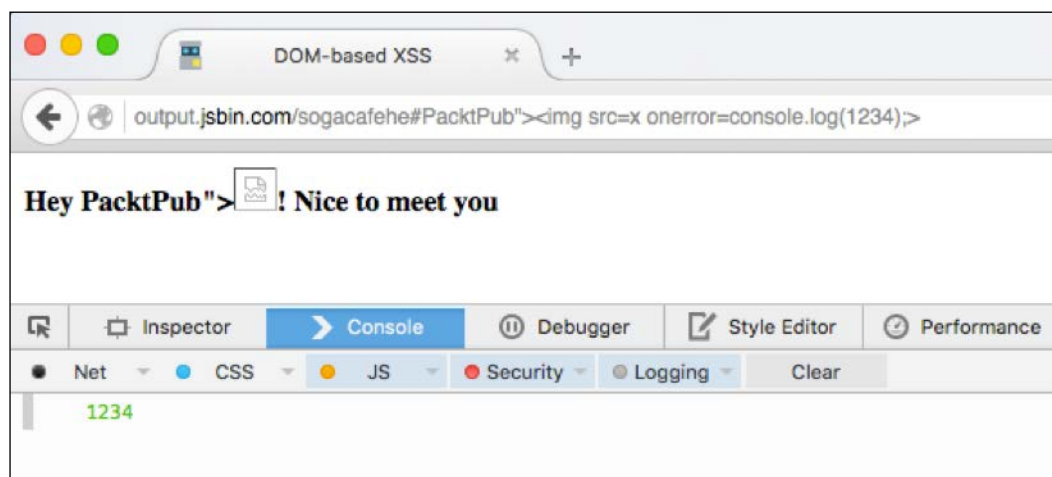 DOM-based XSS
output.jsbin.com/sogacafehe#PacktPub"><img src=x onerror=console.log(1234);>
Hey PacktPub">! Nice to meet you
Inspector Console Debugger Style Editor Performance
Net CSS JS Security Logging Clear
1234